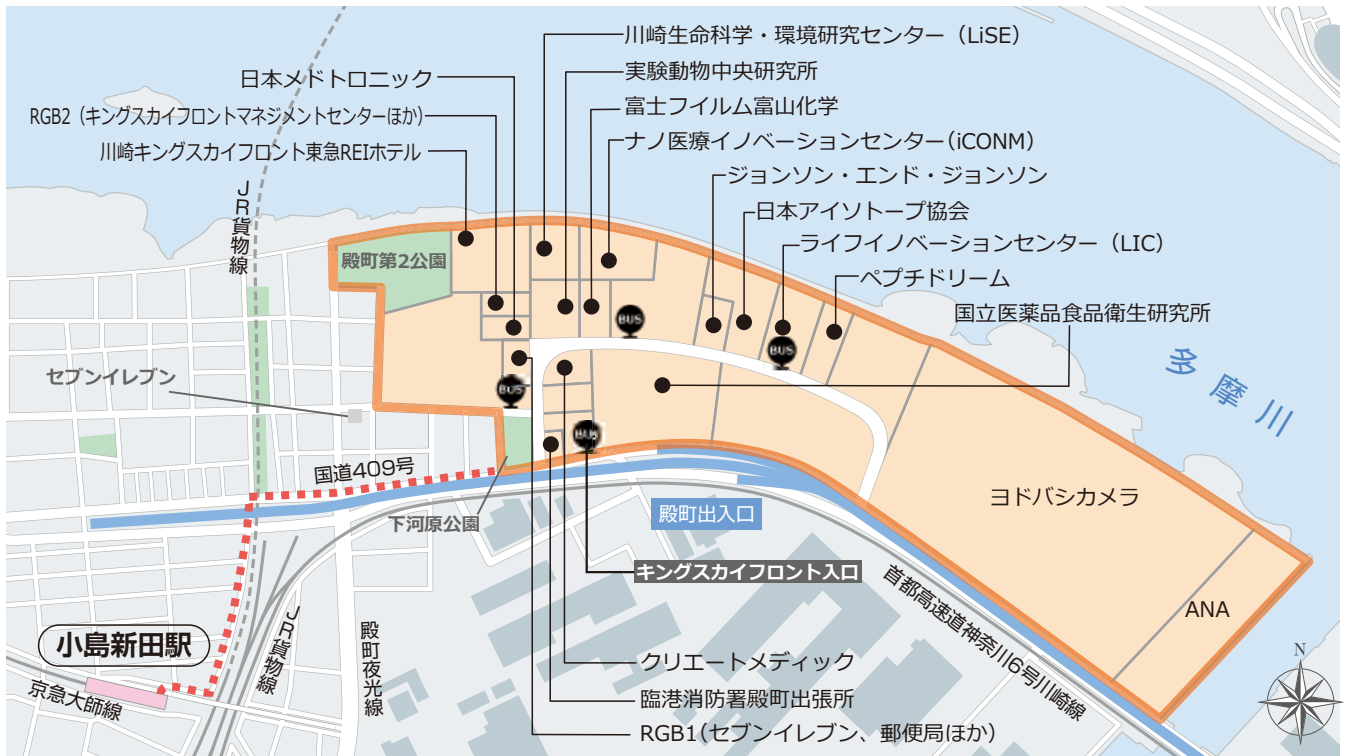 川崎生命科学・環境研究センター（LiSE）
実験動物中央研究所
日本メドトロニック
富士フイルム富山化学
RGB2（キングスカイフロントマネジメントセンターほか）
ナノ医療イノベーションセンター（iCONM）
川崎キングスカイフロント東急REIホテル
ジョンソン・エンド・ジョンソン
日本アイソトープ協会
ライフイノベーションセンター（LIC）
ペプチドリーム
国立医薬品食品衛生研究所
JR貨物線
殿町第2公園
BUS
BUS
BUS
BUS
多摩川
セブンイレブン
国道409号
下河原公園
殿町出入口
ヨドバシカメラ
キングスカイフロント入口
首都高速道神奈川6号川崎線
ANA
小島新田駅
京急大師線
JR貨物線
殿町夜光線
クリエートメディック
臨港消防署殿町出張所
RGB1（セブンイレブン、郵便局ほか）
N